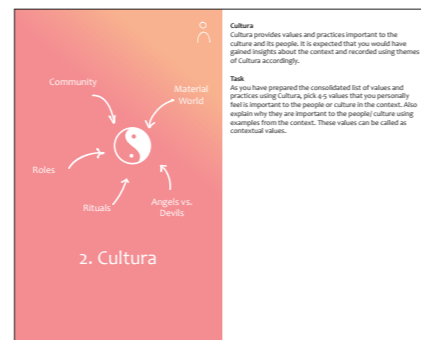 Community
Material
World
Roles
Rituals
Angels vs.
Devils
2. Cultura
Cultura
Cultura provides values and practices important to the
culture and its people. It is expected that you would have
gained insights about the context and recorded using themes
of Cultura accordingly.
Task
As you have prepared the consolidated list of values and
practices using Cultura, pick 4-5 values that you personally
feel is important to the people or culture in the context. Also
explain why they are important to the people/ culture using
examples from the context. These values can be called as
contextual values.